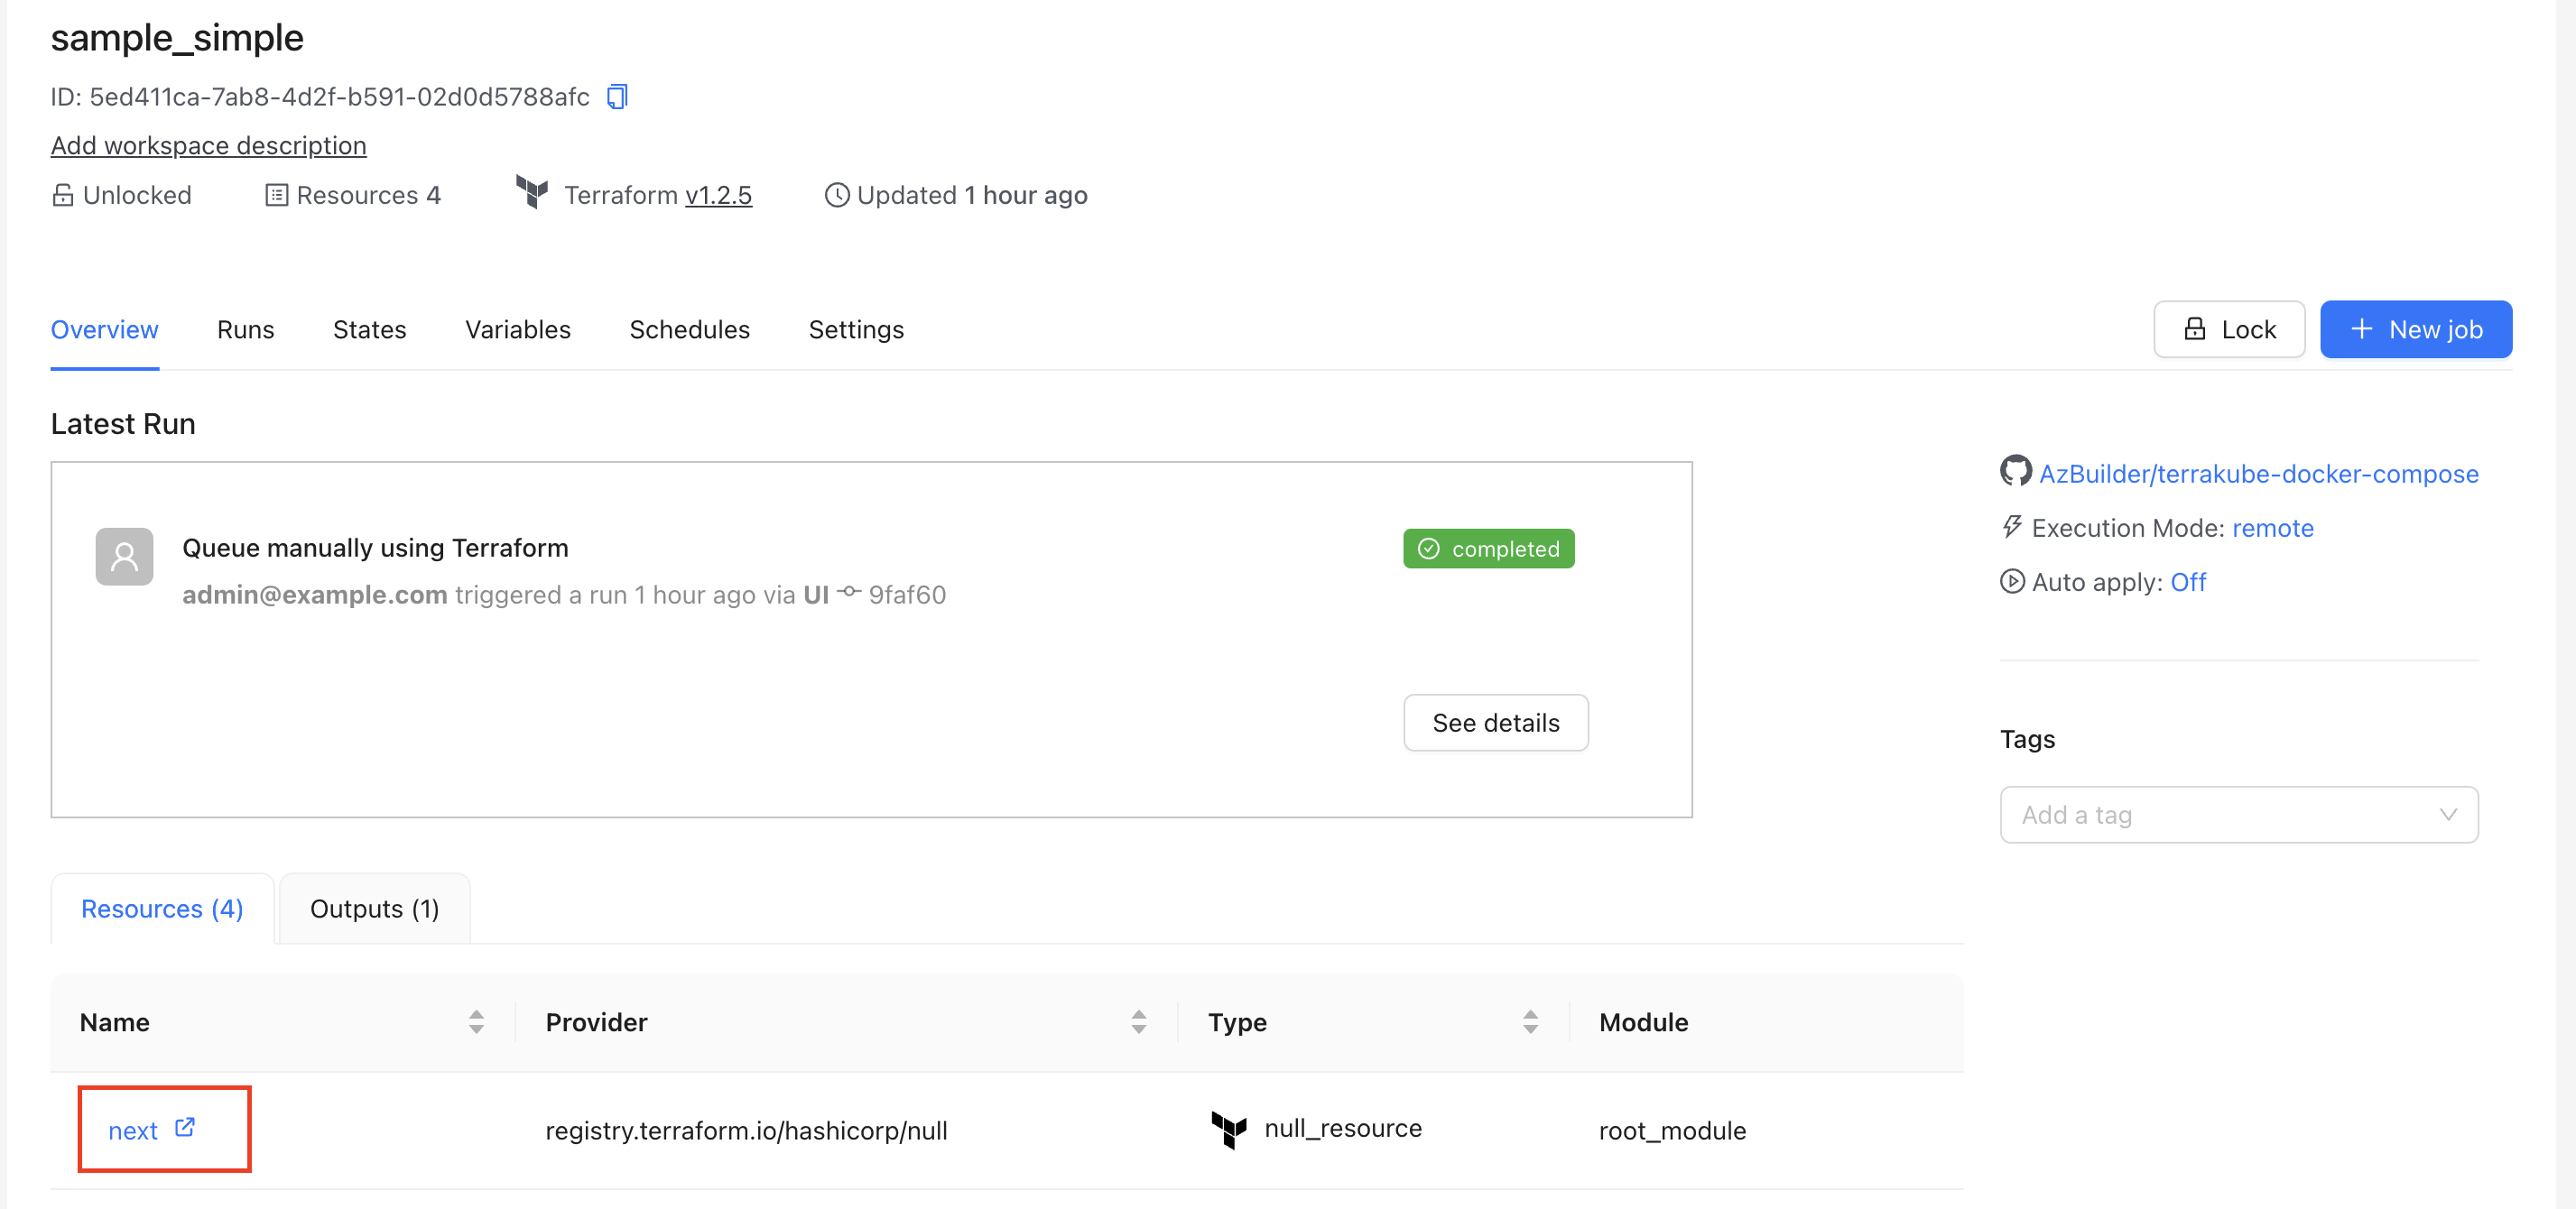 sample_simple
ID: 5ed411ca-7ab8-4d2f-b591-02d0d5788afc
Add workspace description
Unlocked Resources 4 Terraform v1.2.5 Updated 1 hour ago
Overview Runs States Variables Schedules Settings Lock + New job
Latest Run
AzBuilder/terrakube-docker-compose
Queue manually using Terraform completed
Execution Mode: remote
admin@example.com triggered a run 1 hour ago via UI 9faf60
Auto apply: Off
See details
Tags
Add a tag
Resources (4) Outputs (1)
Name Provider Type Module
next registry.terraform.io/hashicorp/null null_resource root_module